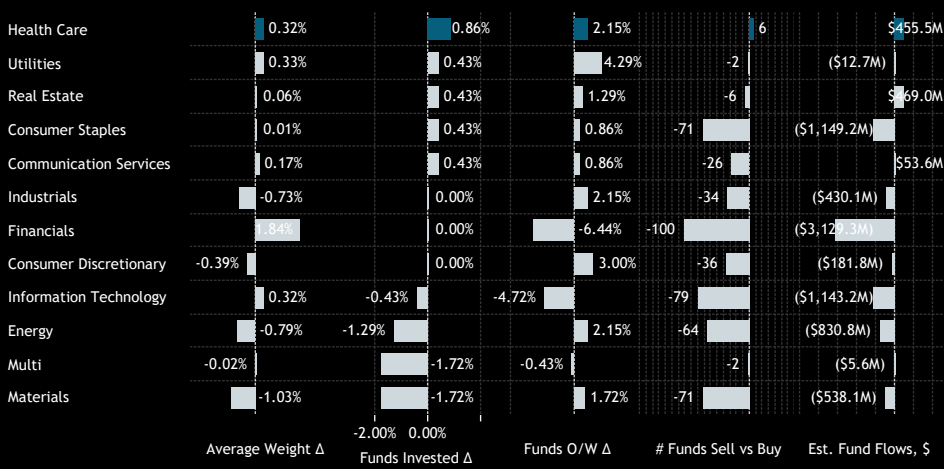 Health Care 0.32% 0.86% 2.15% 6 $455.5M
Utilities 0.33% 0.43% 4.29% -2 ($12.7M)
Real Estate 0.06% 0.43% 1.29% -6 $469.0M
Consumer Staples 0.01% 0.43% 0.86% -71 ($1,149.2M)
Communication Services 0.17% 0.43% 0.86% -26 $53.6M
Industrials -0.73% 0.00% 2.15% -34 ($430.1M)
Financials 1.84% 0.00% -6.44% -100 ($3,129.3M)
Consumer Discretionary -0.39% 0.00% 3.00% -36 ($181.8M)
Information Technology 0.32% -0.43% -4.72% -79 ($1,143.2M)
Energy -0.79% -1.29% 2.15% -64 ($830.8M)
Multi -0.02% -1.72% -0.43% -2 ($5.6M)
Materials -1.03% -1.72% 1.72% -71 ($538.1M)
-2.00% 0.00%
Average Weight Δ Funds Invested Δ Funds O/W Δ # Funds Sell vs Buy Est. Fund Flows, $